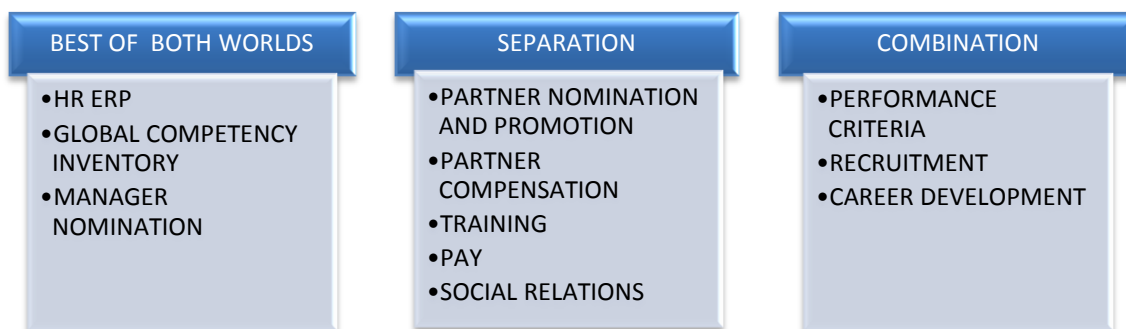 BEST OF BOTH WORLDS
•HR ERP
•GLOBAL COMPETENCY
INVENTORY
•MANAGER
NOMINATION
SEPARATION
•PARTNER NOMINATION
AND PROMOTION
•PARTNER
COMPENSATION
•TRAINING
•PAY
•SOCIAL RELATIONS
COMBINATION
•PERFORMANCE
CRITERIA
•RECRUITMENT
•CAREER DEVELOPMENT